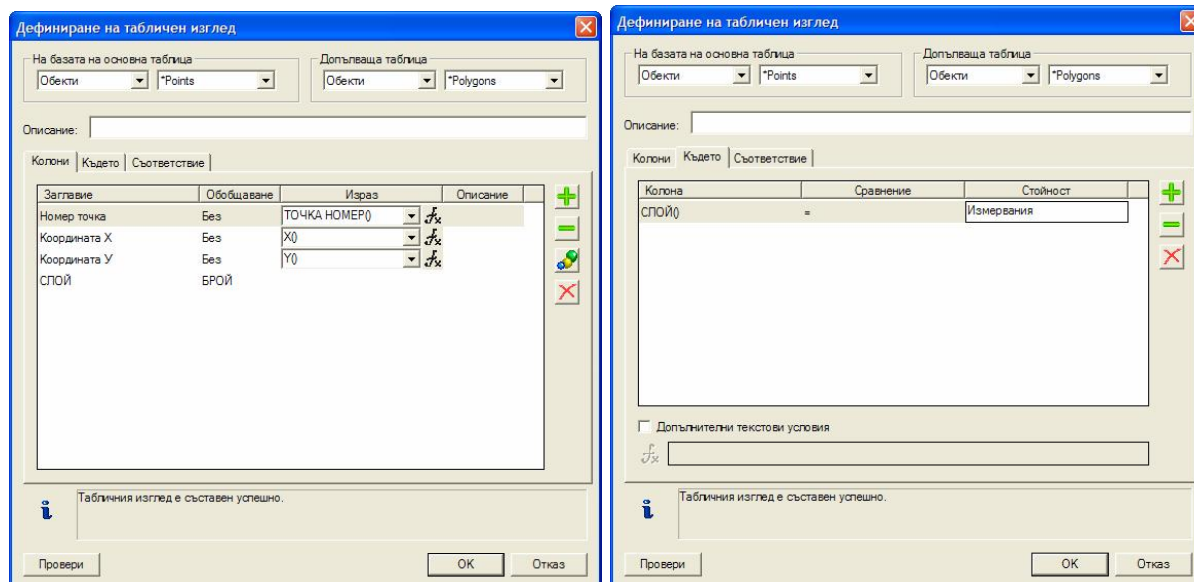 Дефиниране на табличен изглед
На базата на основна таблица
Допълваща таблица
Обекти *Points Обекти *Polygons
Описание:
Колони Където Съответствие
Заглавие Обобщаване Израз Описание
Номер точка Без ТОЧКА НОМЕР()
Координата X Без X()
Координата У Без Y()
СЛОЙ БРОЙ
Табличния изглед е съставен успешно.
Провери OK Отказ
Дефиниране на табличен изглед
На базата на основна таблица
Допълваща таблица
Обекти *Points Обекти *Polygons
Описание:
Колони Където Съответствие
Колона Сравнение Стойност
СЛОЙ() = Измервания
Допълнителни текстови условия
Табличния изглед е съставен успешно.
Провери OK Отказ